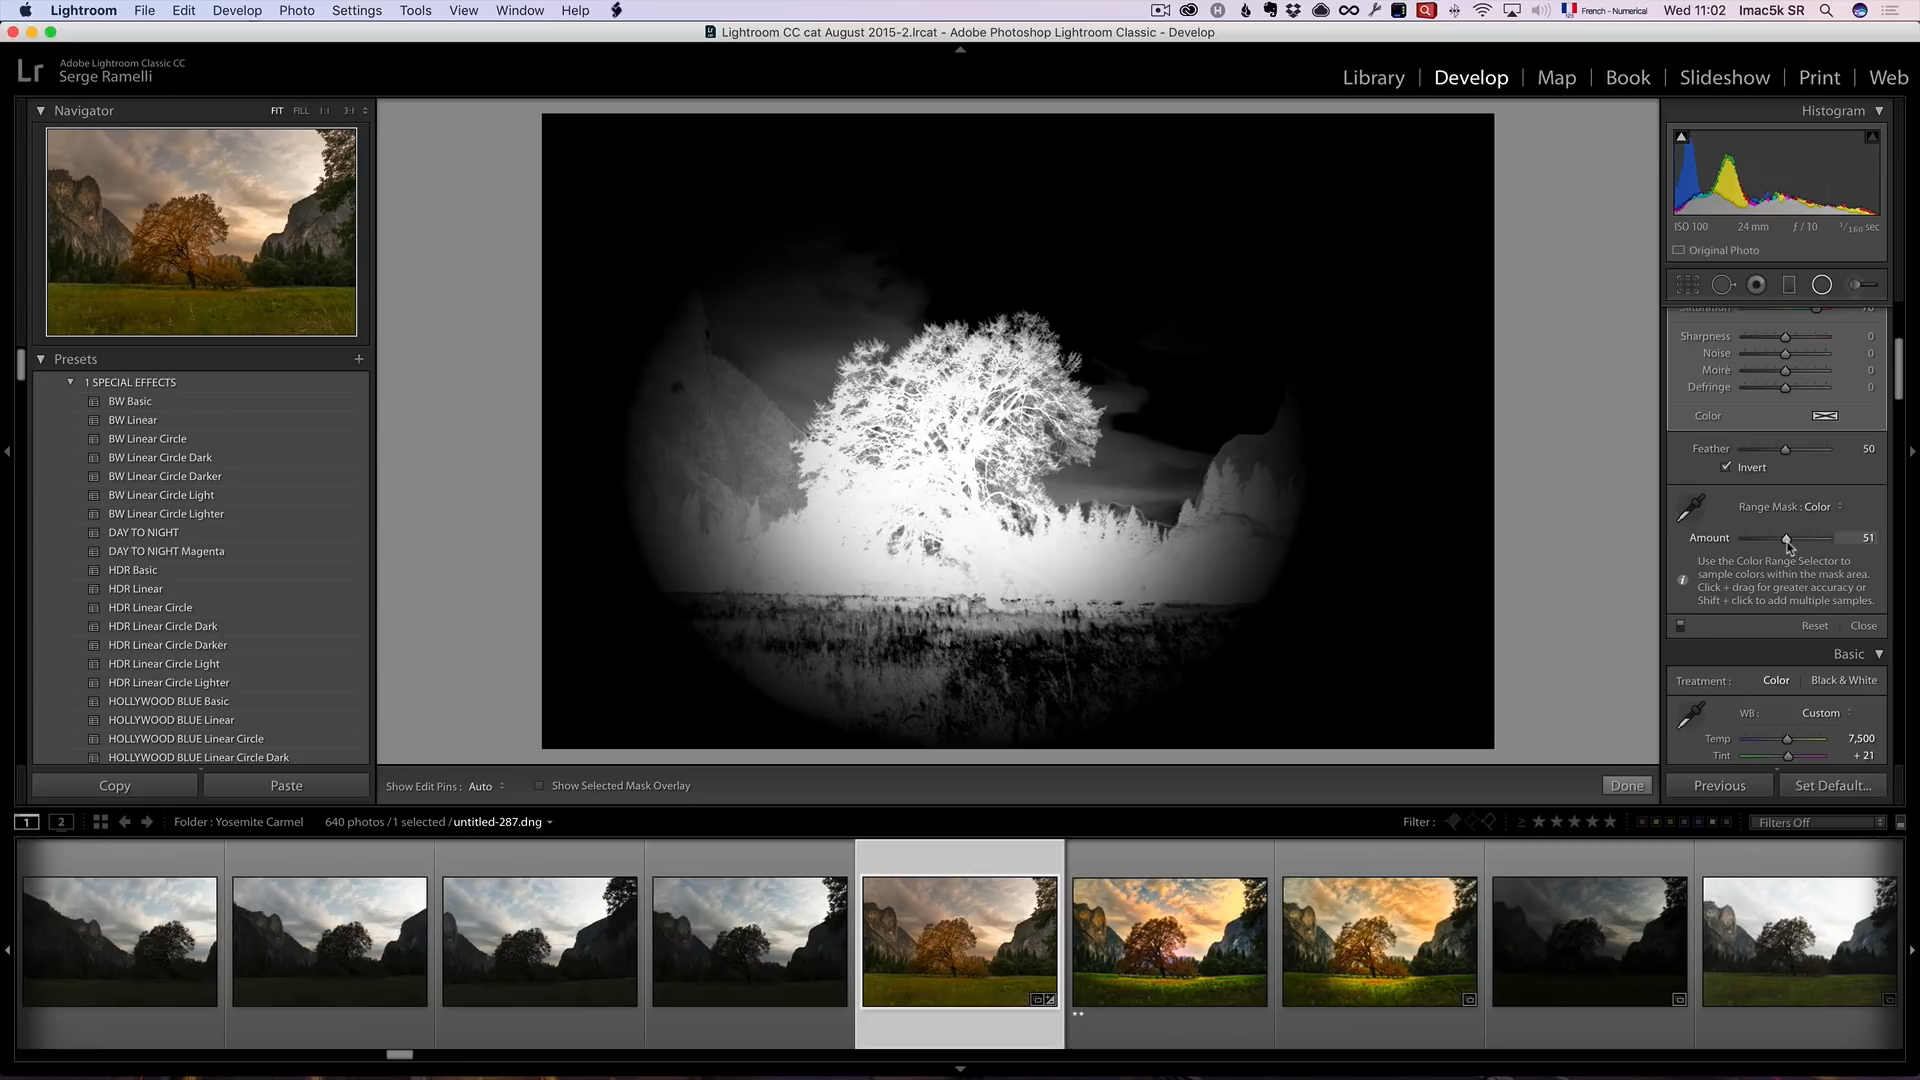 Lightroom File Edit Develop Photo Settings Tools View Window Help
French - Numerical Wed 11:02 Imac5k SR
Lightroom CC cat August 2015-2.lrcat - Adobe Photoshop Lightroom Classic - Develop
Lr
Adobe Lightroom Classic CC
Serge Ramelli
Library | Develop | Map | Book | Slideshow | Print | Web
Navigator FIT FILL 1:1 3:1
Presets +
1 SPECIAL EFFECTS
BW Basic
BW Linear
BW Linear Circle
BW Linear Circle Dark
BW Linear Circle Darker
BW Linear Circle Light
BW Linear Circle Lighter
DAY TO NIGHT
DAY TO NIGHT Magenta
HDR Basic
HDR Linear
HDR Linear Circle
HDR Linear Circle Dark
HDR Linear Circle Darker
HDR Linear Circle Light
HDR Linear Circle Lighter
HOLLYWOOD BLUE Basic
HOLLYWOOD BLUE Linear
HOLLYWOOD BLUE Linear Circle
HOLLYWOOD BLUE Linear Circle Dark
Copy Paste
Show Edit Pins : Auto Show Selected Mask Overlay Done
Histogram
ISO 100 24 mm ƒ / 10 1/160 sec
Original Photo
Saturation
Sharpness 0
Noise 0
Moiré 0
Defringe 0
Color
Feather 50
Invert
Range Mask : Color
Amount 51
Use the Color Range Selector to
sample colors within the mask area.
Click + drag for greater accuracy or
Shift + click to add multiple samples.
Reset Close
Basic
Treatment : Color | Black & White
WB : Custom
Temp 7,500
Tint + 21
Previous Set Default...
1 2 Folder : Yosemite Carmel 640 photos / 1 selected / untitled-287.dng Filter : ≥ ★ ★ ★ ★ ★ Filters Off
★ ★